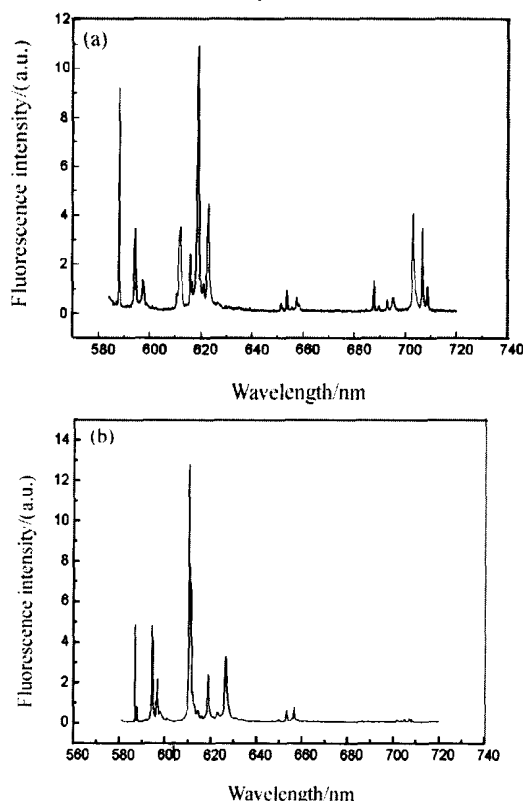 (a)
Fluorescence intensity/(a.u.)
12
10
8
6
4
2
0
580 600 620 640 660 680 700 720 740
Wavelength/nm
(b)
Fluorescence intensity/(a.u.)
14
12
10
8
6
4
2
0
560 580 600 620 640 660 680 700 720 740
Wavelength/nm